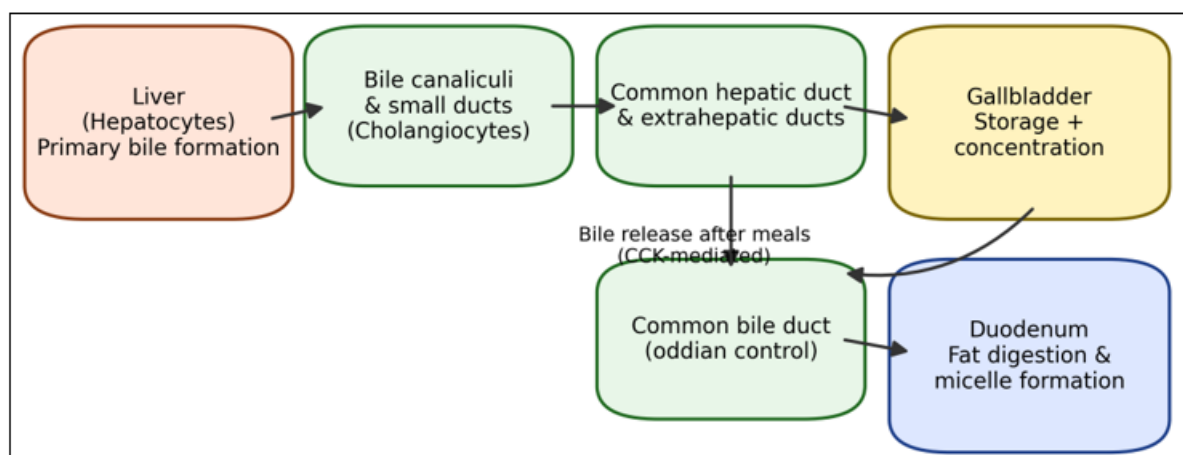 Liver
(Hepatocytes)
Primary bile formation
Bile canaliculi
& small ducts
(Cholangiocytes)
Common hepatic duct
& extrahepatic ducts
Gallbladder
Storage +
concentration
Bile release after meals
(CCK-mediated)
Common bile duct
(oddian control)
Duodenum
Fat digestion &
micelle formation